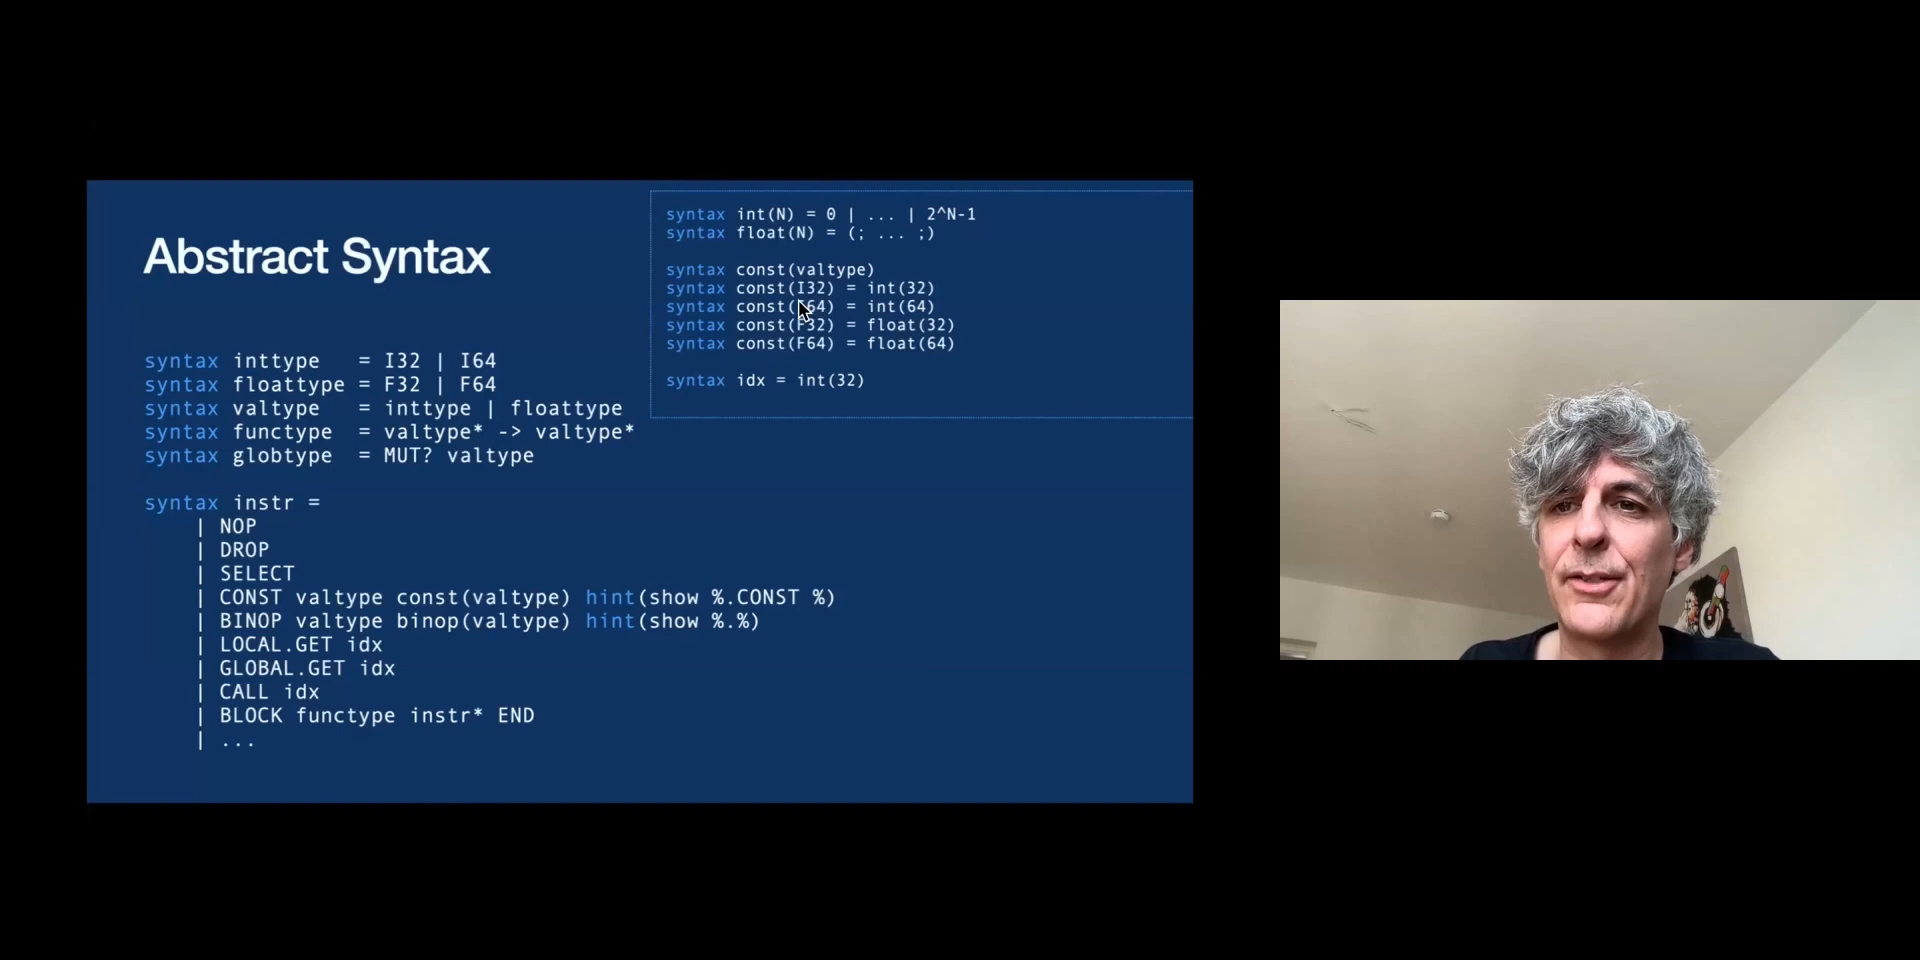 Abstract Syntax
syntax inttype = I32 | I64
syntax floattype = F32 | F64
syntax valtype = inttype | floattype
syntax functype = valtype* -> valtype*
syntax globtype = MUT? valtype
syntax instr =
| NOP
| DROP
| SELECT
| CONST valtype const(valtype) hint(show %.CONST %)
| BINOP valtype binop(valtype) hint(show %.%)
| LOCAL.GET idx
| GLOBAL.GET idx
| CALL idx
| BLOCK functype instr* END
| ...
syntax int(N) = 0 | ... | 2^N-1
syntax float(N) = (; ... ;)
syntax const(valtype)
syntax const(I32) = int(32)
syntax const(I64) = int(64)
syntax const(F32) = float(32)
syntax const(F64) = float(64)
syntax idx = int(32)